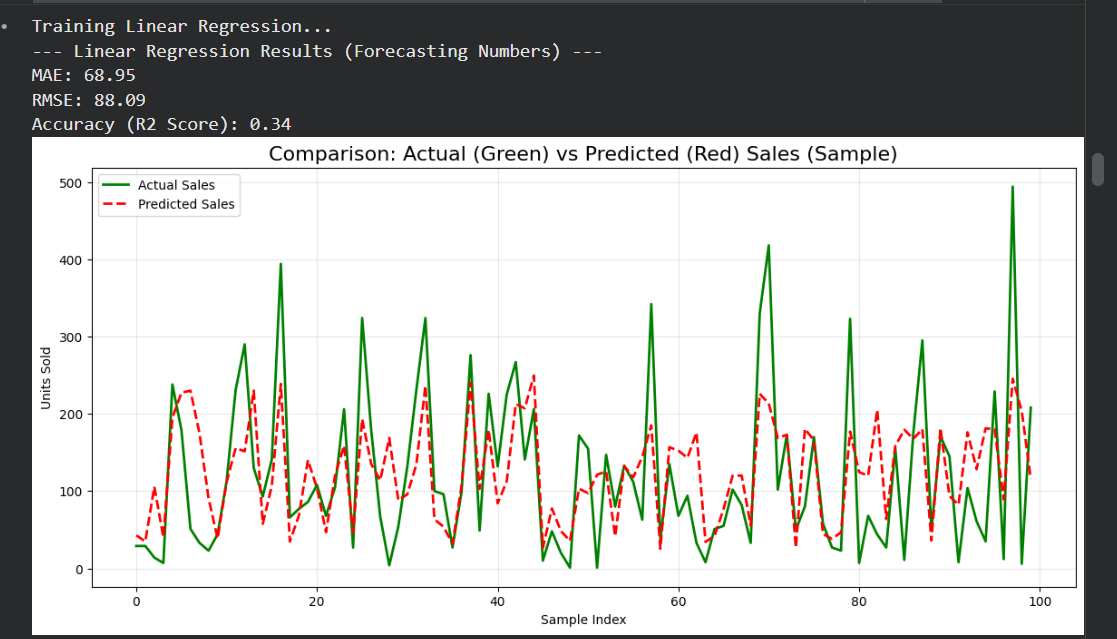 Training Linear Regression...
--- Linear Regression Results (Forecasting Numbers) ---
MAE: 68.95
RMSE: 88.09
Accuracy (R2 Score): 0.34
Comparison: Actual (Green) vs Predicted (Red) Sales (Sample)
Actual Sales
Predicted Sales
Units Sold
500
400
300
200
100
0
0 20 40 60 80 100
Sample Index